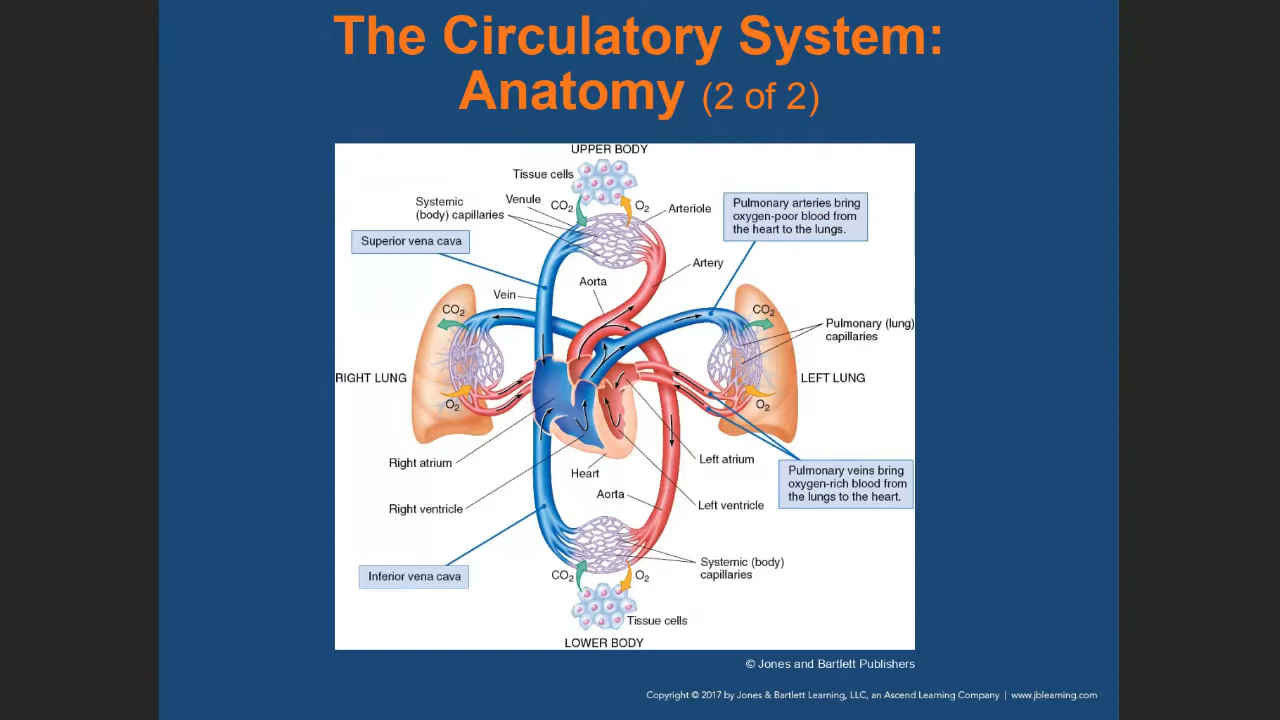 The Circulatory System:
Anatomy (2 of 2)
UPPER BODY
Tissue cells
Systemic
(body) capillaries
Venule
CO2
O2
Arteriole
Pulmonary arteries bring
oxygen-poor blood from
the heart to the lungs.
Superior vena cava
Artery
Aorta
Vein
CO2
CO2
Pulmonary (lung)
capillaries
RIGHT LUNG
LEFT LUNG
O2
O2
Right atrium
Left atrium
Heart
Pulmonary veins bring
oxygen-rich blood from
the lungs to the heart.
Aorta
Right ventricle
Left ventricle
Inferior vena cava
Systemic (body)
capillaries
CO2
O2
Tissue cells
LOWER BODY
© Jones and Bartlett Publishers
Copyright © 2017 by Jones & Bartlett Learning, LLC, an Ascend Learning Company | www.jblearning.com